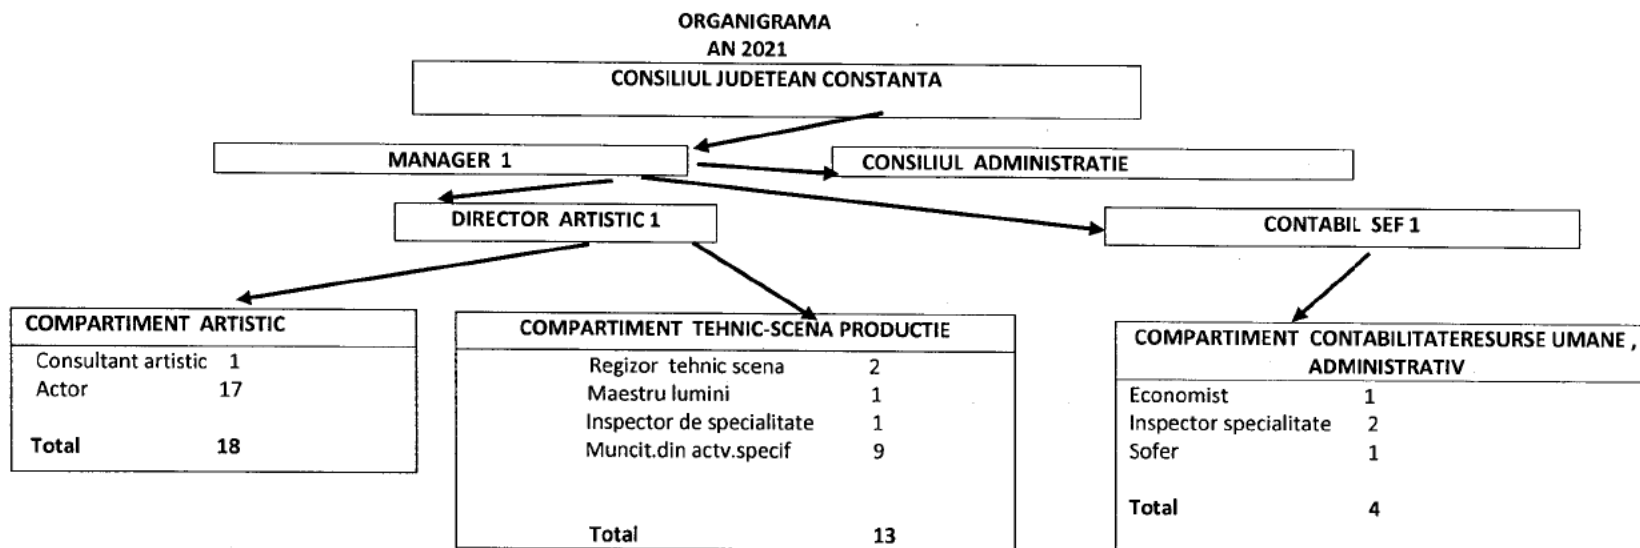 ORGANIGRAMA
AN 2021
CONSILIUL JUDETEAN CONSTANTA
MANAGER 1
CONSILIUL ADMINISTRATIE
DIRECTOR ARTISTIC 1
CONTABIL SEF 1
COMPARTIMENT ARTISTIC
Consultant artistic 1
Actor 17
Total 18
COMPARTIMENT TEHNIC-SCENA PRODUCTIE
Regizor tehnic scena 2
Maestru lumini 1
Inspector de specialitate 1
Muncit.din actv.specif 9
Total 13
COMPARTIMENT CONTABILITATERESURSE UMANE ,
ADMINISTRATIV
Economist 1
Inspector specialitate 2
Sofer 1
Total 4